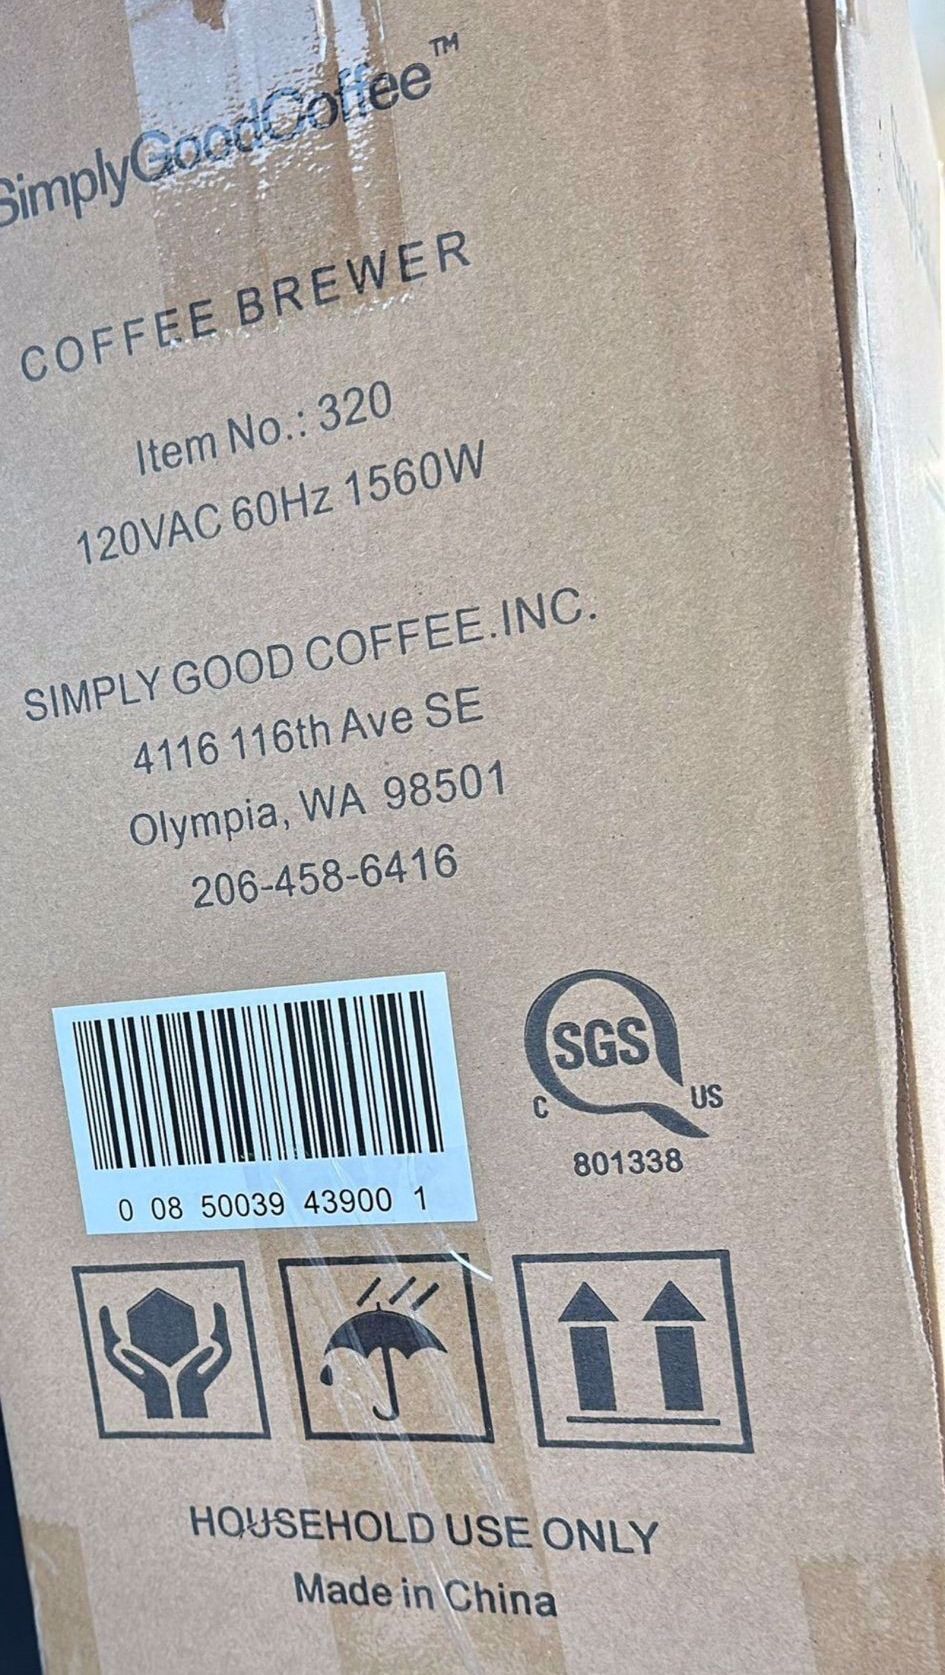 SimplyGoodCoffee™
COFFEE BREWER
Item No.: 320
120VAC 60Hz 1560W
SIMPLY GOOD COFFEE.INC.
4116 116th Ave SE
Olympia, WA 98501
206-458-6416
0 08 50039 43900 1
SGS
C US
801338
HOUSEHOLD USE ONLY
Made in China